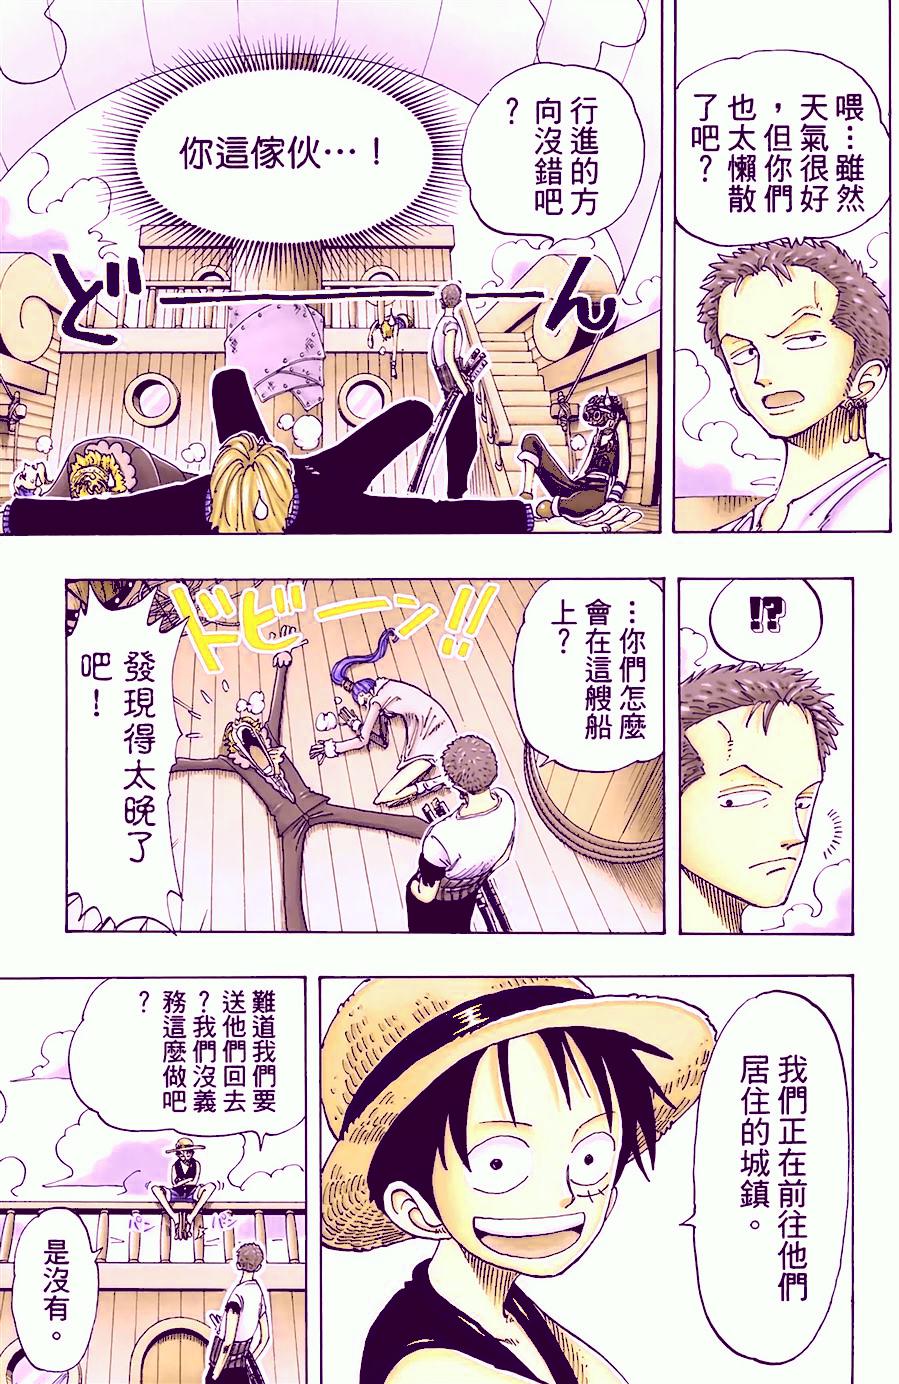 喂…雖然
天氣很好
，但你們
也太懶散
了吧？
行進的方
向沒錯吧
？
你這傢伙…！
どーん
!?
…你們怎麼
會在這艘船
上？
ドビーン!!
發現得太晚了
吧！
我們正在前往他們
居住的城鎮。
難道我們要
送他們回去
？我們沒義
務這麼做吧
？
パン
パン
是沒有。